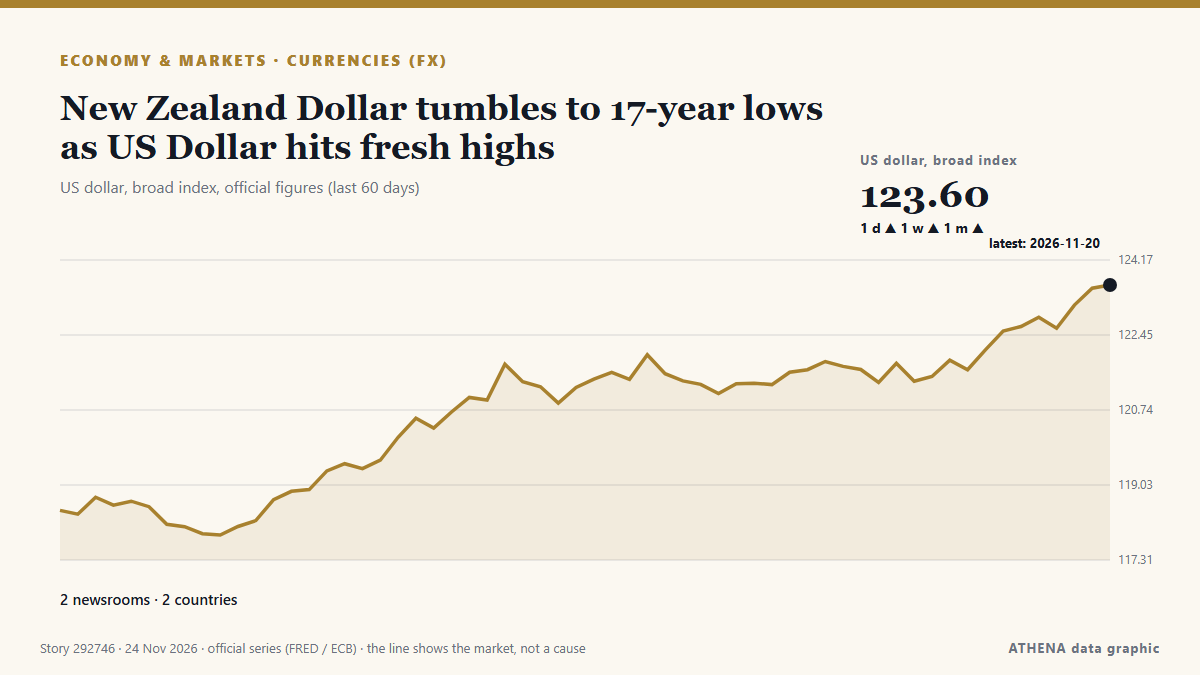 ECONOMY & MARKETS · CURRENCIES (FX)
New Zealand Dollar tumbles to 17-year lows
as US Dollar hits fresh highs
US dollar, broad index, official figures (last 60 days)
US dollar, broad index
123.60
1 d ▲ 1 w ▲ 1 m ▲
latest: 2026-11-20
124.17
122.45
120.74
119.03
117.31
2 newsrooms · 2 countries
Story 292746 · 24 Nov 2026 · official series (FRED / ECB) · the line shows the market, not a cause
ATHENA data graphic